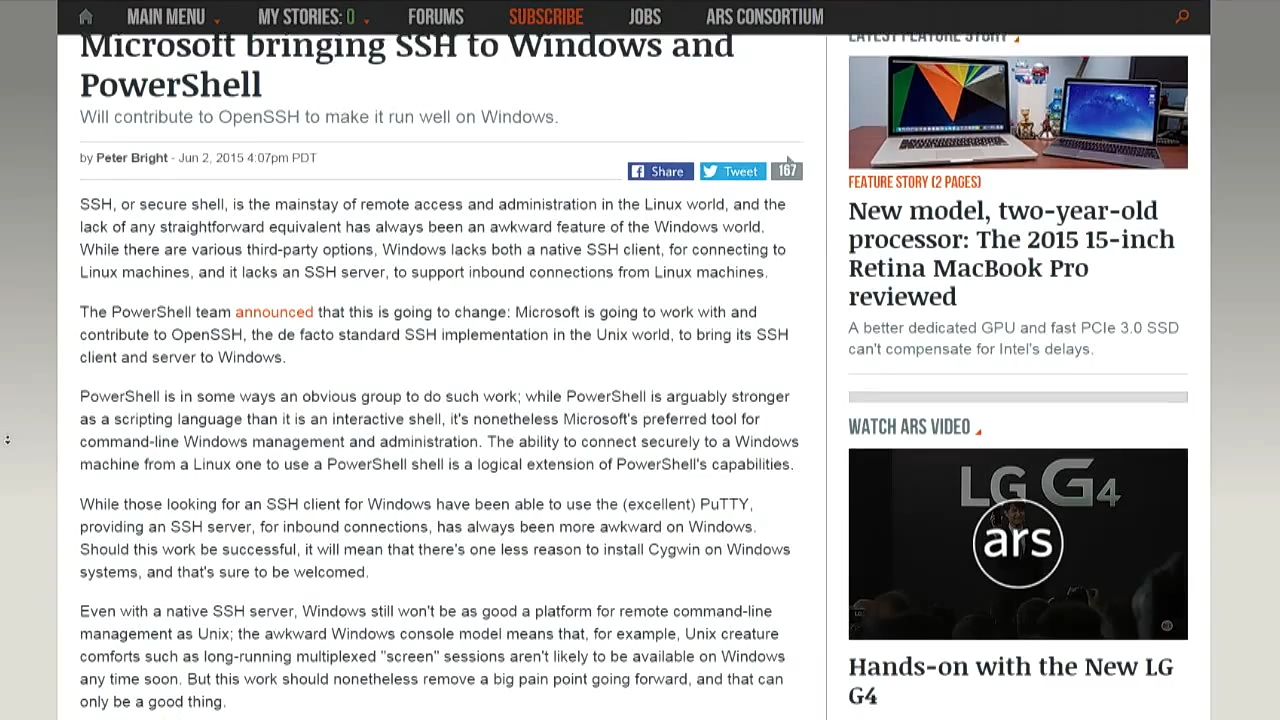 MAIN MENU
MY STORIES: 0
FORUMS
SUBSCRIBE
JOBS
ARS CONSORTIUM
Microsoft bringing SSH to Windows and
PowerShell
Will contribute to OpenSSH to make it run well on Windows.
by Peter Bright - Jun 2, 2015 4:07pm PDT
Share
Tweet
167
SSH, or secure shell, is the mainstay of remote access and administration in the Linux world, and the
lack of any straightforward equivalent has always been an awkward feature of the Windows world.
While there are various third-party options, Windows lacks both a native SSH client, for connecting to
Linux machines, and it lacks an SSH server, to support inbound connections from Linux machines.
The PowerShell team announced that this is going to change: Microsoft is going to work with and
contribute to OpenSSH, the de facto standard SSH implementation in the Unix world, to bring its SSH
client and server to Windows.
PowerShell is in some ways an obvious group to do such work; while PowerShell is arguably stronger
as a scripting language than it is an interactive shell, it's nonetheless Microsoft's preferred tool for
command-line Windows management and administration. The ability to connect securely to a Windows
machine from a Linux one to use a PowerShell shell is a logical extension of PowerShell's capabilities.
While those looking for an SSH client for Windows have been able to use the (excellent) PuTTY,
providing an SSH server, for inbound connections, has always been more awkward on Windows.
Should this work be successful, it will mean that there's one less reason to install Cygwin on Windows
systems, and that's sure to be welcomed.
Even with a native SSH server, Windows still won't be as good a platform for remote command-line
management as Unix; the awkward Windows console model means that, for example, Unix creature
comforts such as long-running multiplexed "screen" sessions aren't likely to be available on Windows
any time soon. But this work should nonetheless remove a big pain point going forward, and that can
only be a good thing.
LATEST FEATURE STORY
FEATURE STORY (2 PAGES)
New model, two-year-old
processor: The 2015 15-inch
Retina MacBook Pro
reviewed
A better dedicated GPU and fast PCIe 3.0 SSD
can't compensate for Intel's delays.
WATCH ARS VIDEO
LG G4
ars
Hands-on with the New LG
G4